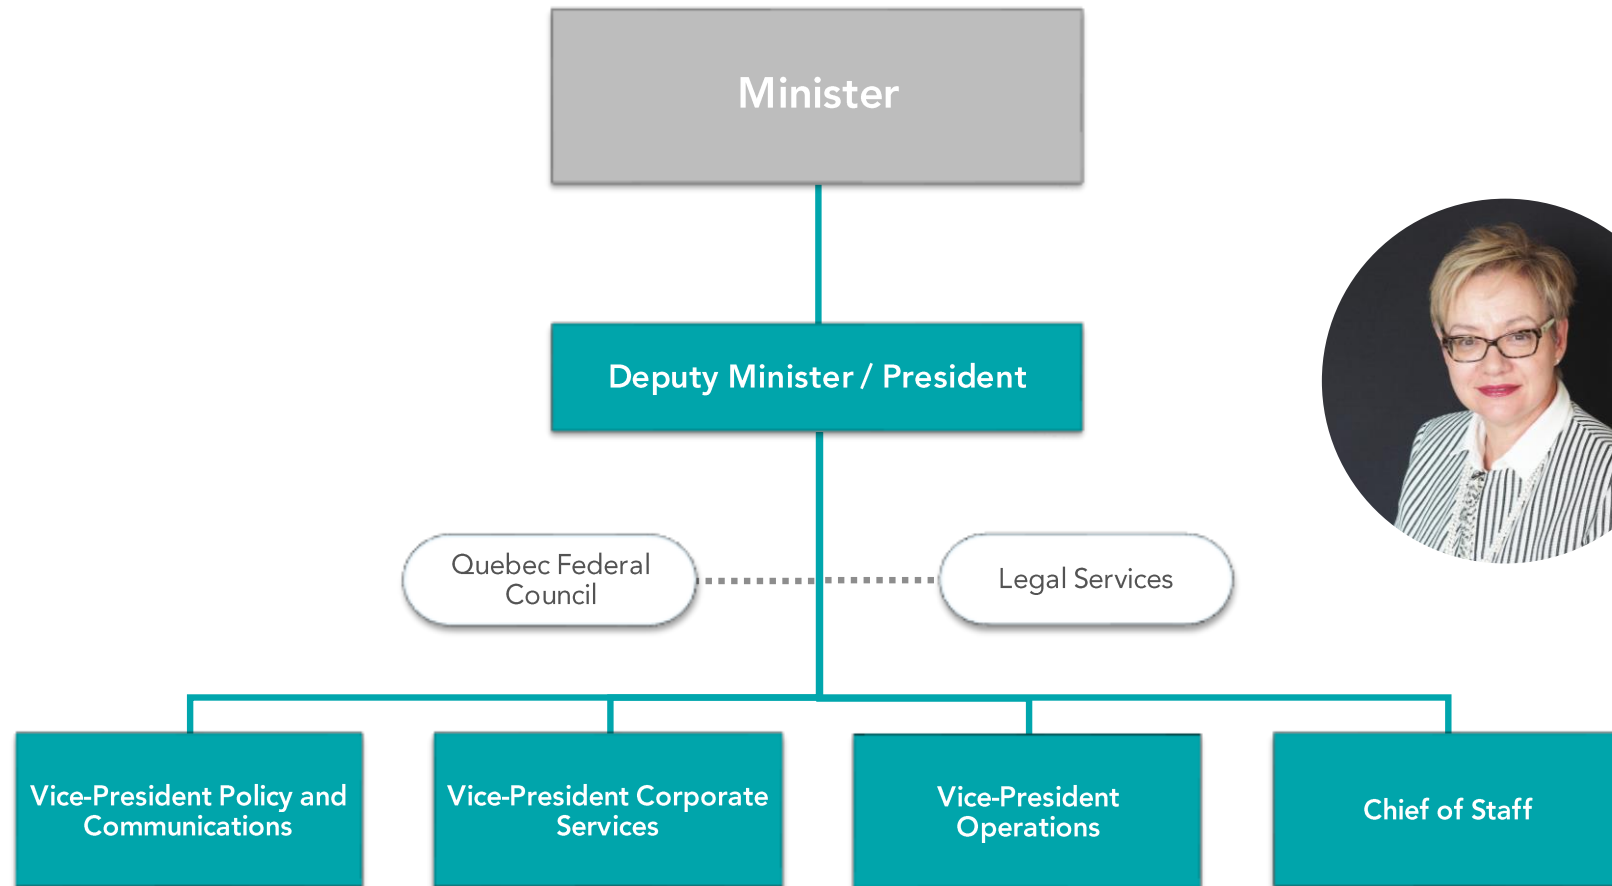 Minister
Deputy Minister / President
Quebec Federal
Council
Legal Services
Vice-President Policy and
Communications
Vice-President Corporate
Services
Vice-President
Operations
Chief of Staff